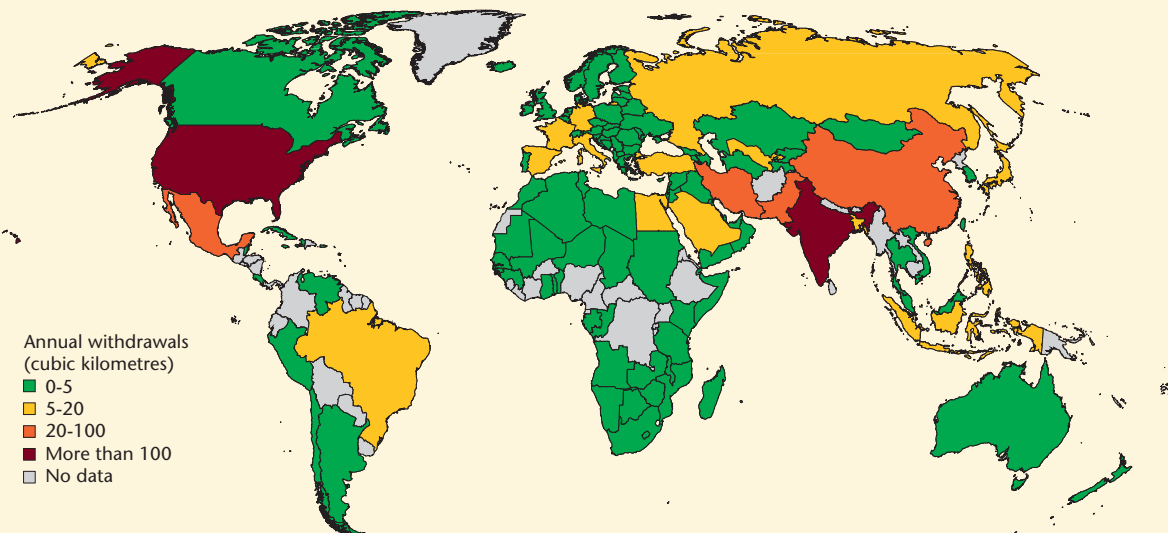 Annual withdrawals
(cubic kilometres)
0-5
5-20
20-100
More than 100
No data